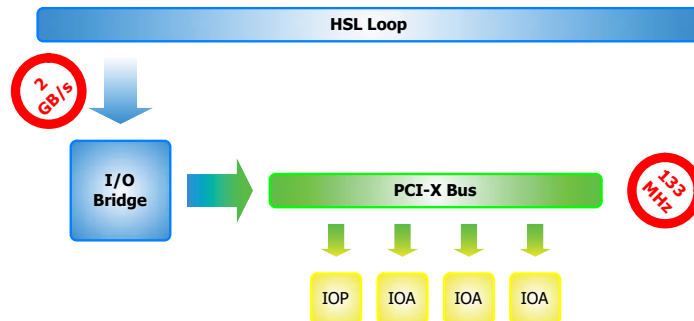 HSL Loop
2
GB/s
I/O
Bridge
PCI-X Bus
133
MHz
IOP
IOA
IOA
IOA